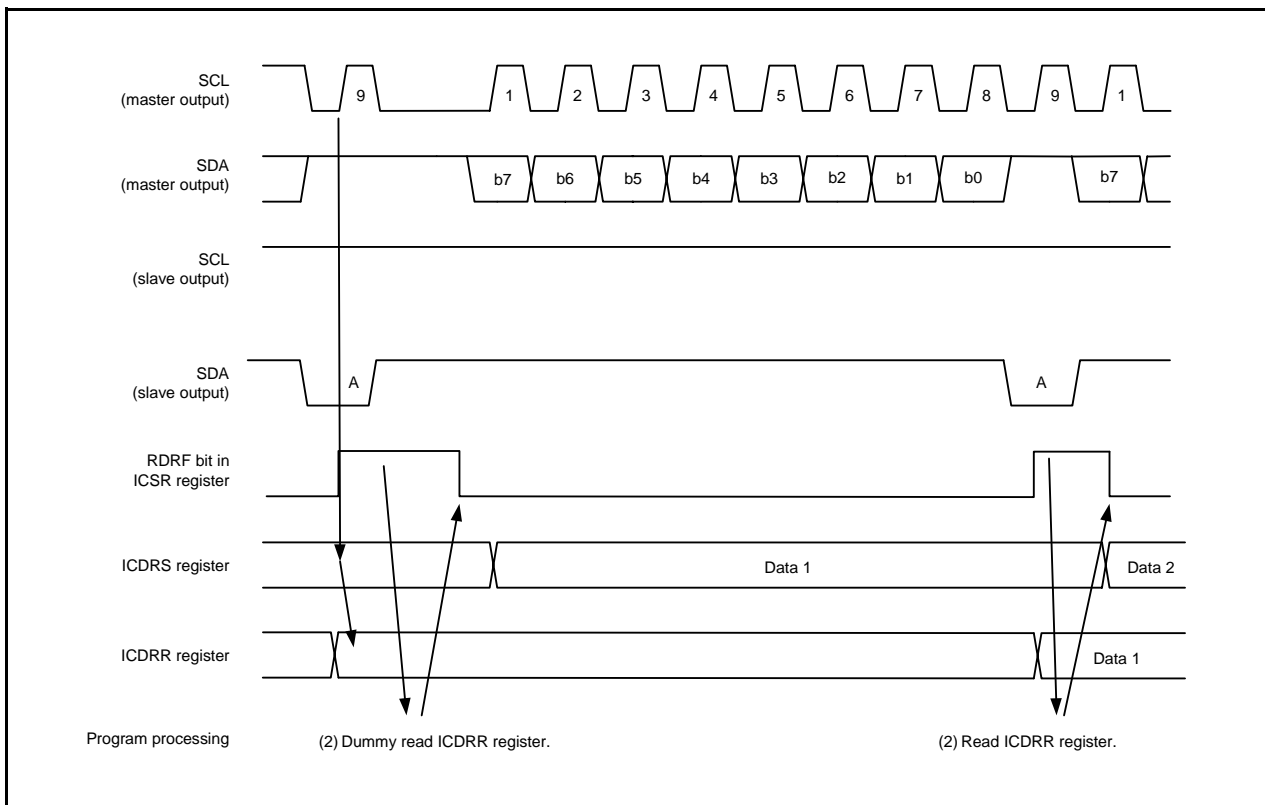 SCL
(master output)
9
1
2
3
4
5
6
7
8
9
1
SDA
(master output)
b7
b6
b5
b4
b3
b2
b1
b0
b7
SCL
(slave output)
SDA
(slave output)
A
A
RDRF bit in
ICSR register
ICDRS register
Data 1
Data 2
ICDRR register
Data 1
Program processing
(2) Dummy read ICDRR register.
(2) Read ICDRR register.